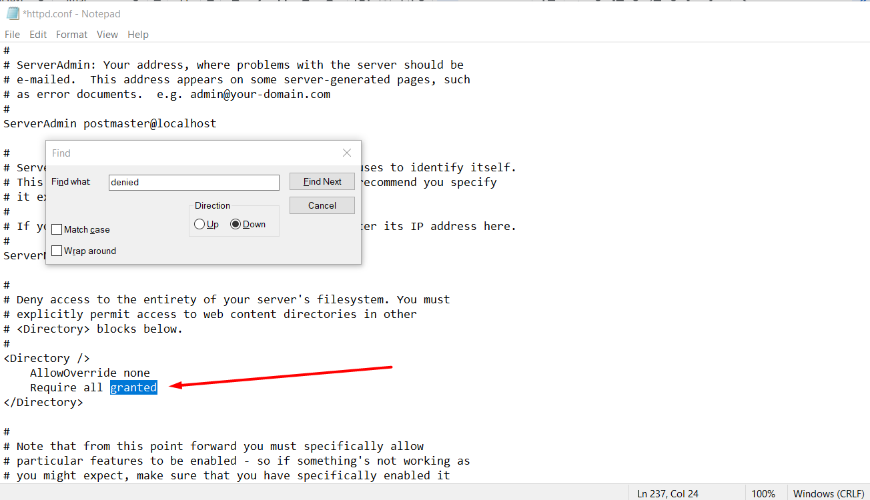 *httpd.conf - Notepad
File Edit Format View Help
#
# ServerAdmin: Your address, where problems with the server should be
# e-mailed.  This address appears on some server-generated pages, such
# as error documents.  e.g. admin@your-domain.com
#
ServerAdmin postmaster@localhost
#
# Serv
uses to identify itself.
# This
recommend you specify
# it ex
#
# If yo
ter its IP address here.
#
Server
Find
Find what:
denied
Find Next
Cancel
Direction
Up
Down
Match case
Wrap around
#
# Deny access to the entirety of your server's filesystem. You must
# explicitly permit access to web content directories in other
# <Directory> blocks below.
#
<Directory />
    AllowOverride none
    Require all granted
</Directory>
#
# Note that from this point forward you must specifically allow
# particular features to be enabled - so if something's not working as
# you might expect, make sure that you have specifically enabled it
Ln 237, Col 24
100%
Windows (CRLF)